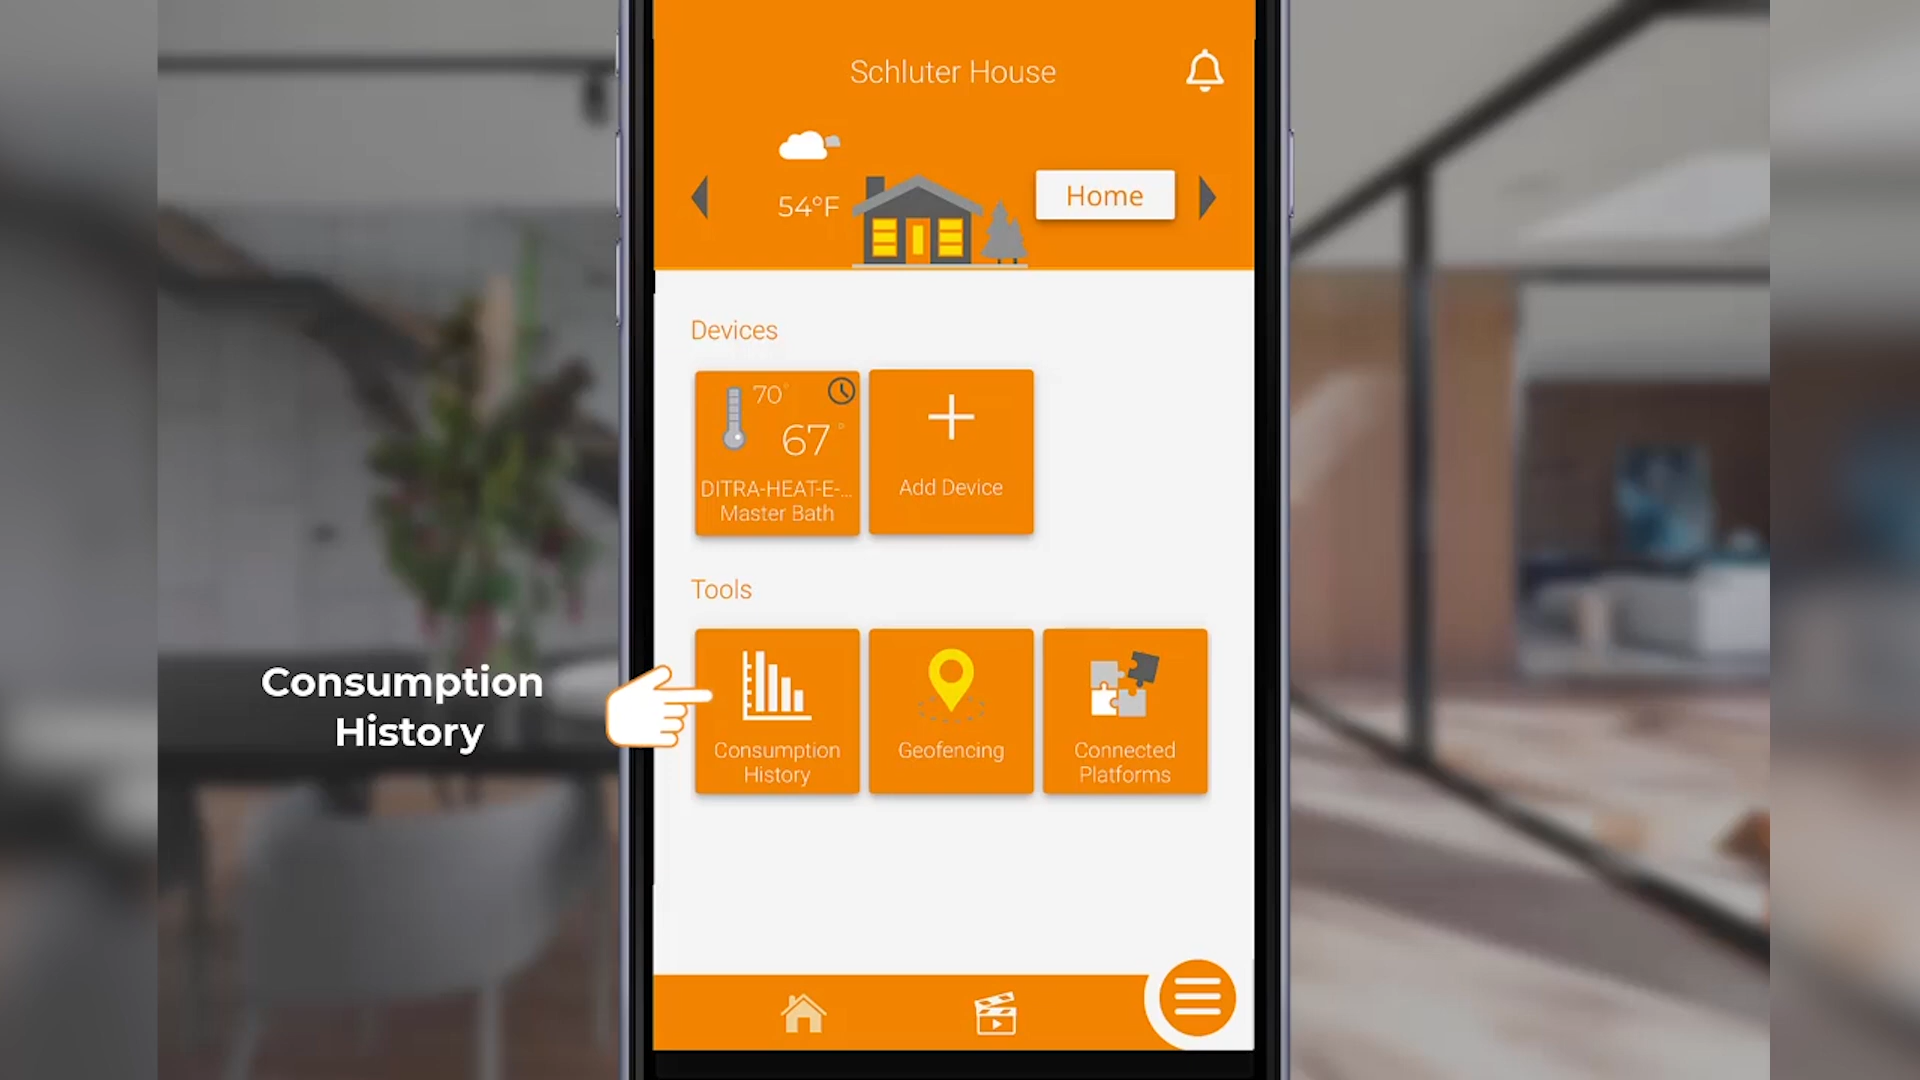 Schluter House
54°F
Home
Devices
70°
67°
DITRA-HEAT-E-...
Master Bath
Add Device
Tools
Consumption
History
Consumption
History
Geofencing
Connected
Platforms